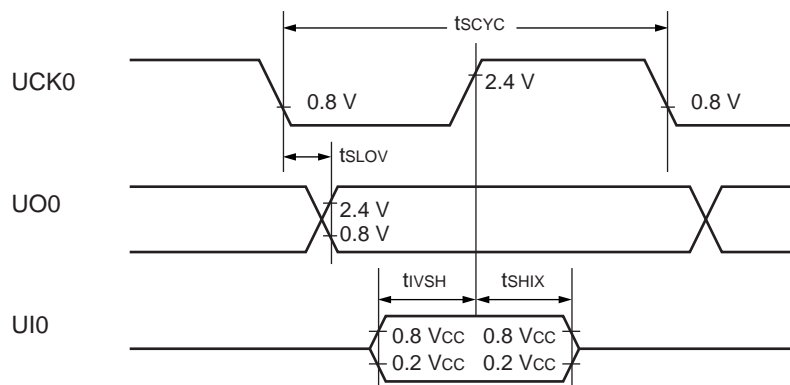 tSCYC
UCK0
0.8 V
2.4 V
0.8 V
tSLOV
UO0
2.4 V
0.8 V
tIVSH
tSHIX
UI0
0.8 VCC
0.8 VCC
0.2 VCC
0.2 VCC